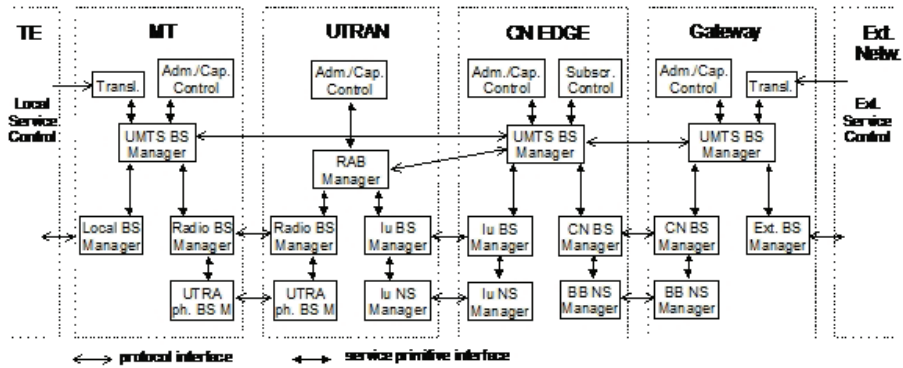 TE MT UTRAN CN EDGE Gateway Ext. Netw.
Adm./Cap. Control
Transl.
Adm./Cap. Control
Adm./Cap. Control
Subscr. Control
Adm./Cap. Control
Transl.
Local Service Control
Ext. Service Control
UMTS BS Manager
RAB Manager
UMTS BS Manager
UMTS BS Manager
Local BS Manager
Radio BS Manager
Radio BS Manager
Iu BS Manager
Iu BS Manager
CN BS Manager
CN BS Manager
Ext. BS Manager
UTRA ph. BS M
UTRA ph. BS M
Iu NS Manager
Iu NS Manager
BB NS Manager
BB NS Manager
protocol interface
service primitive interface